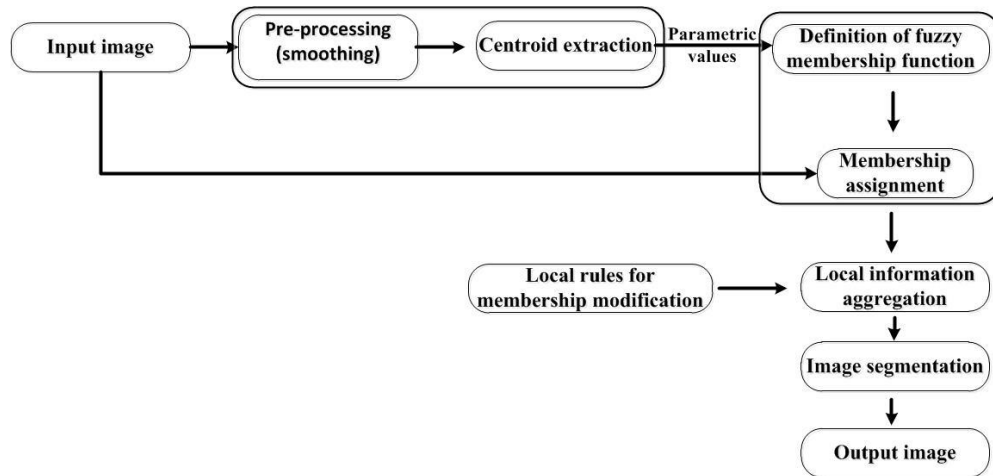 Input image
Pre-processing
(smoothing)
Centroid extraction
Parametric
values
Definition of fuzzy
membership function
Membership
assignment
Local rules for
membership modification
Local information
aggregation
Image segmentation
Output image